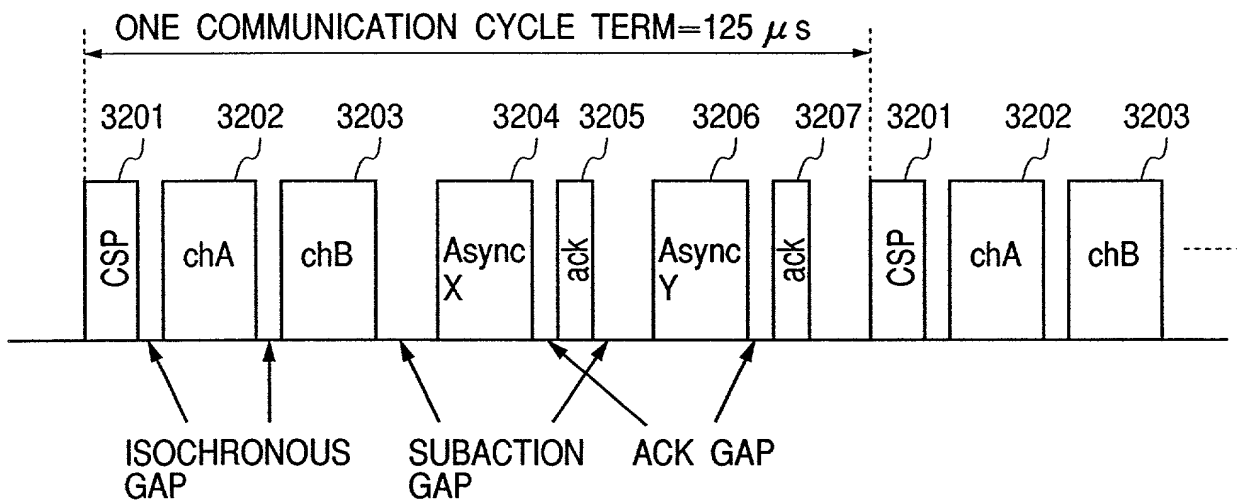 ONE COMMUNICATION CYCLE TERM=125 μs
3201 3202 3203 3204 3205 3206 3207 3201 3202 3203
CSP chA chB Async X ack Async Y ack CSP chA chB
ISOCHRONOUS GAP
SUBACTION GAP
ACK GAP